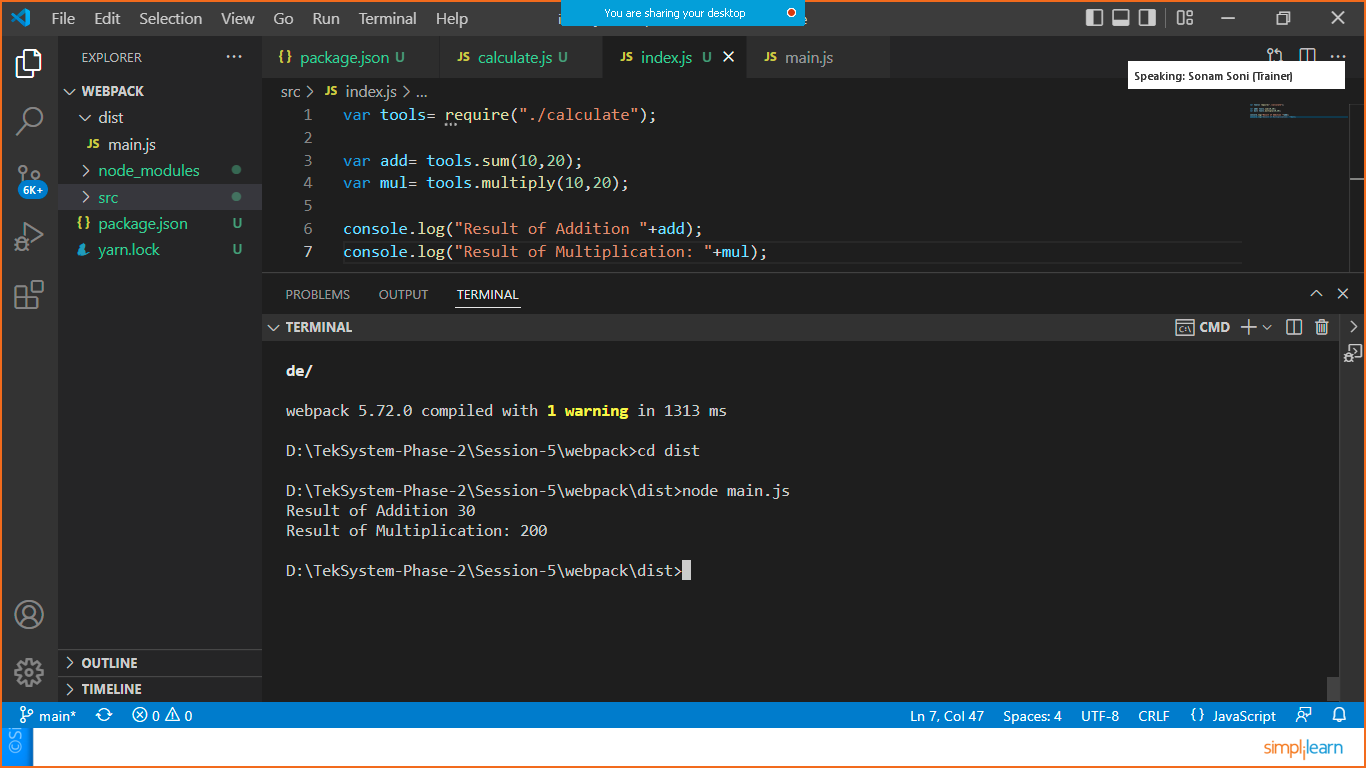 File Edit Selection View Go Run Terminal Help
You are sharing your desktop
EXPLORER
{} package.json U JS calculate.js U JS index.js U JS main.js
Speaking: Sonam Soni (Trainer)
WEBPACK
dist
JS main.js
node_modules
src
{} package.json U
yarn.lock U
6K+
src > JS index.js > ...
1 var tools= require("./calculate");
2
3 var add= tools.sum(10,20);
4 var mul= tools.multiply(10,20);
5
6 console.log("Result of Addition "+add);
7 console.log("Result of Multiplication: "+mul);
PROBLEMS OUTPUT TERMINAL
TERMINAL
CMD
de/
webpack 5.72.0 compiled with 1 warning in 1313 ms
D:\TekSystem-Phase-2\Session-5\webpack>cd dist
D:\TekSystem-Phase-2\Session-5\webpack\dist>node main.js
Result of Addition 30
Result of Multiplication: 200
D:\TekSystem-Phase-2\Session-5\webpack\dist>
OUTLINE
TIMELINE
main* 0 0 Ln 7, Col 47 Spaces: 4 UTF-8 CRLF {} JavaScript
simplilearn